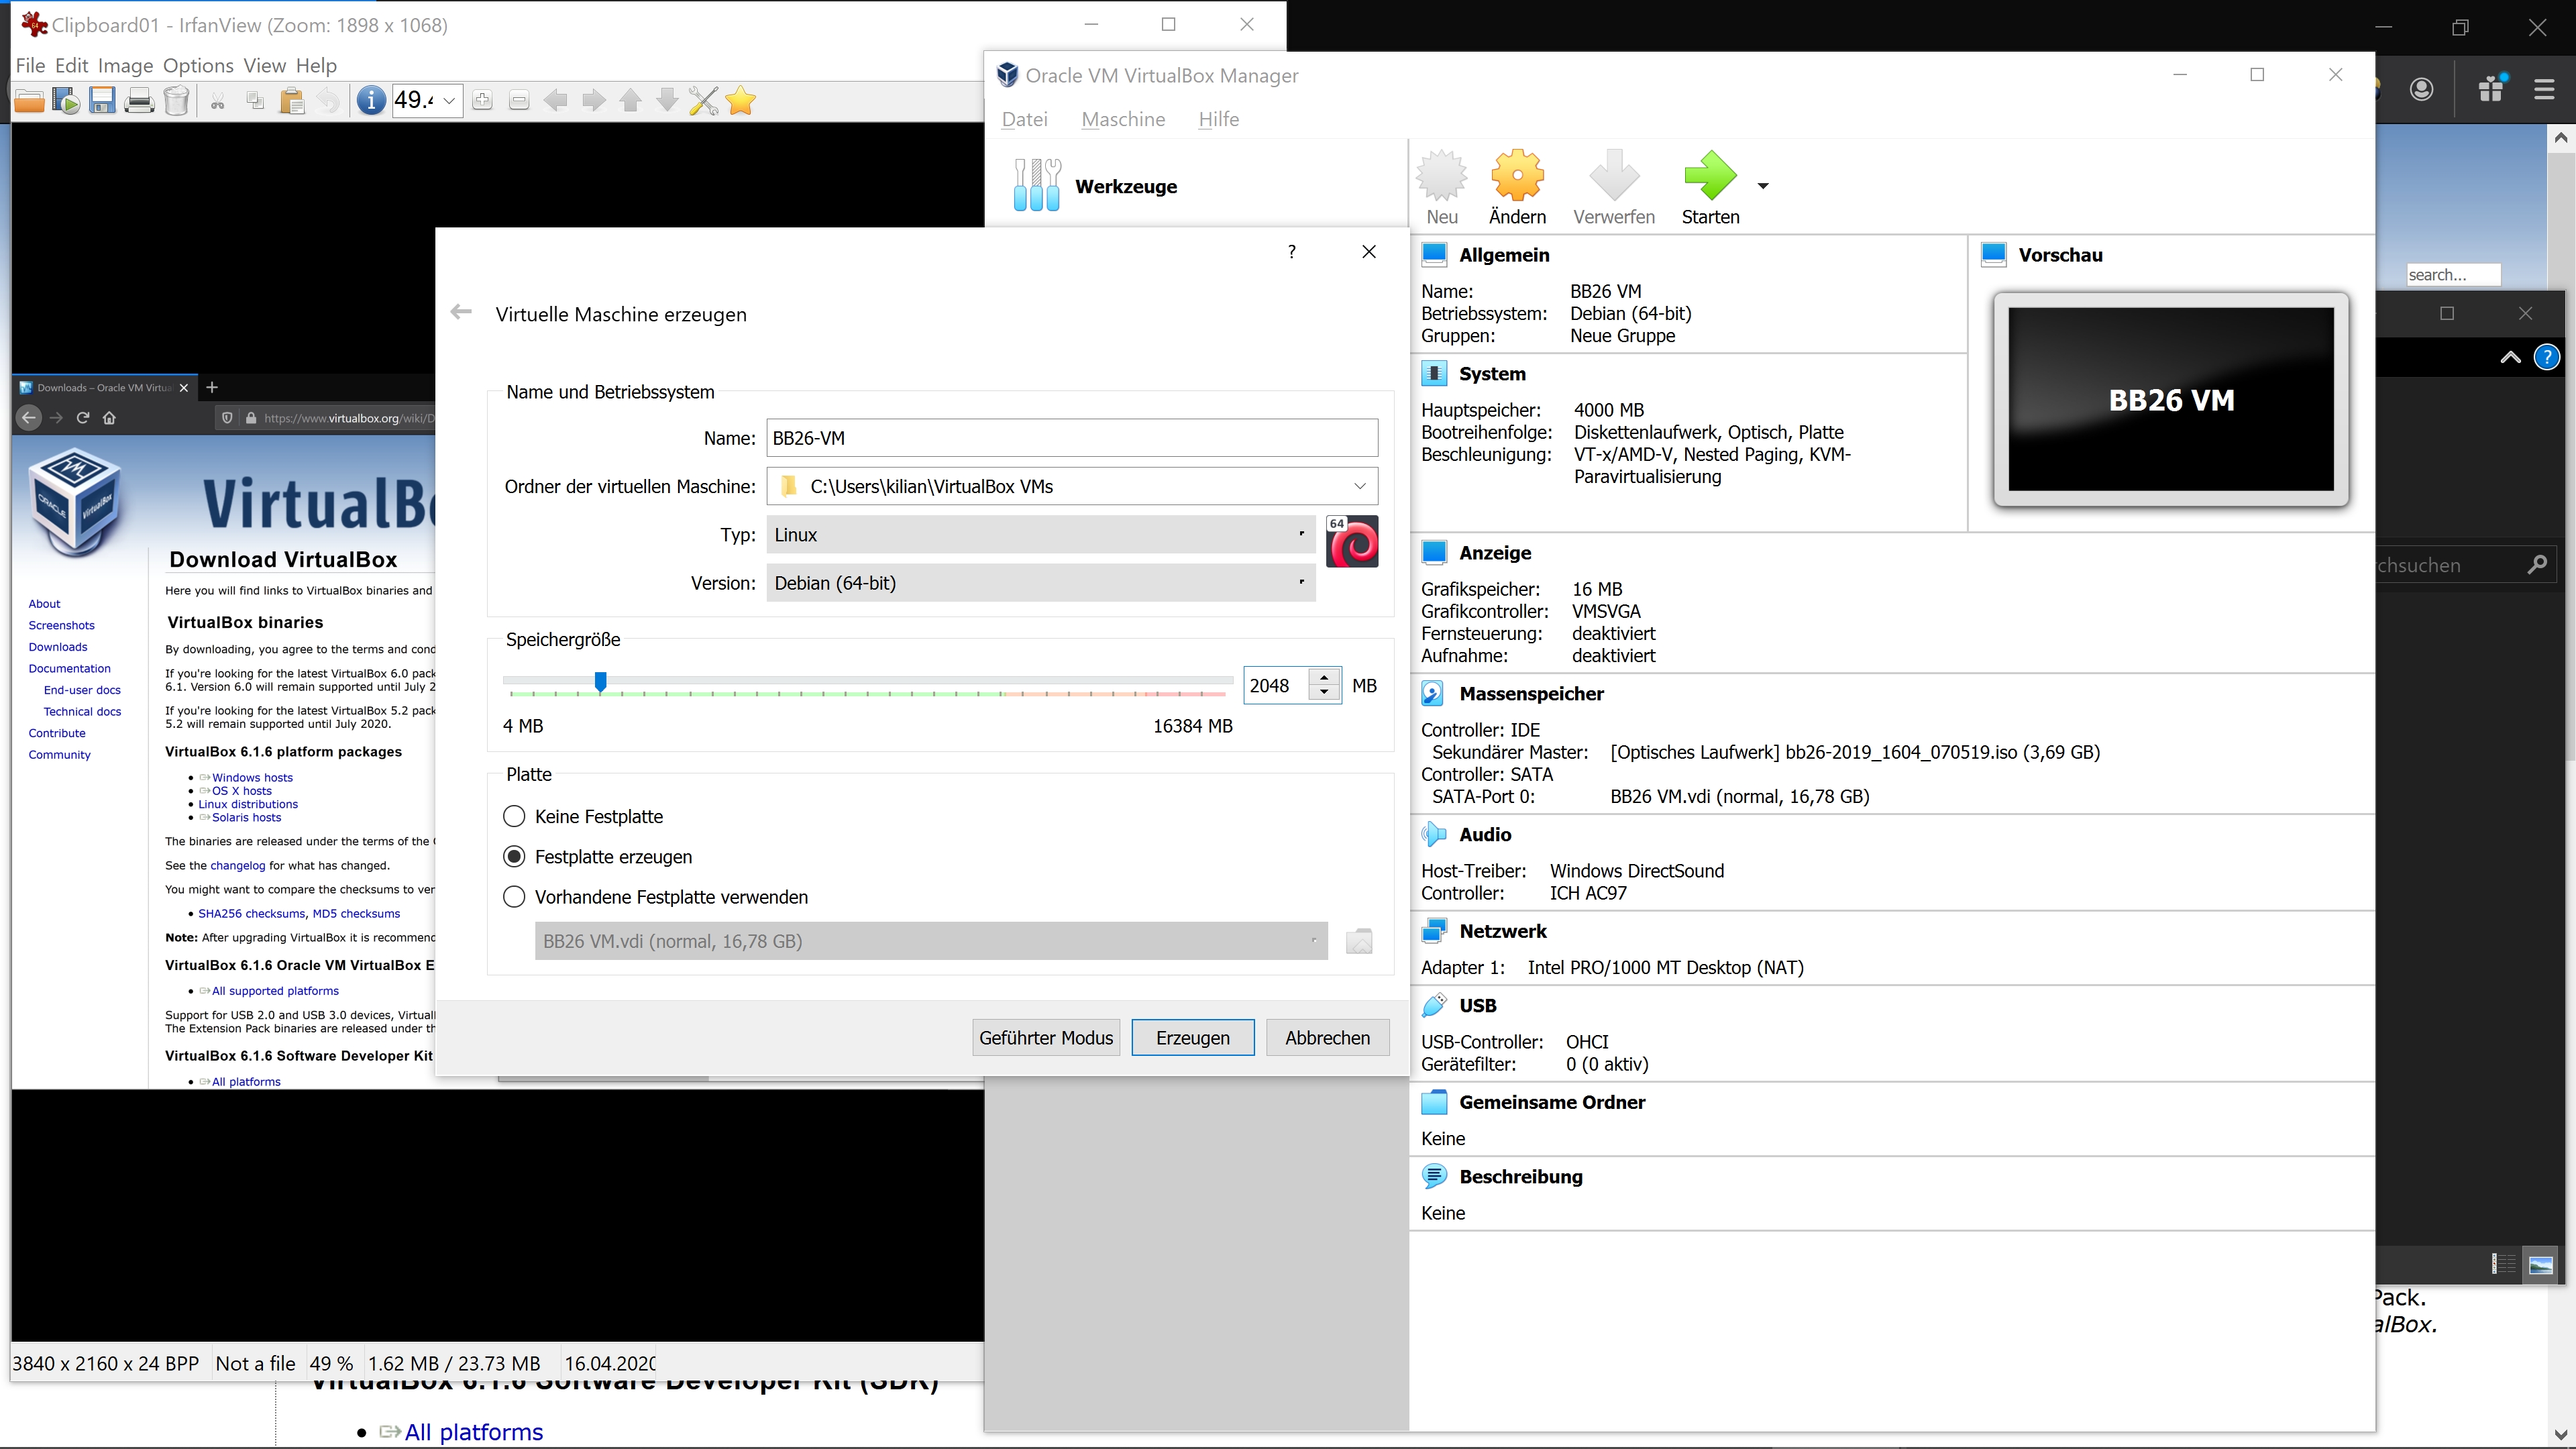 Clipboard01 - IrfanView (Zoom: 1898 x 1068)
File Edit Image Options View Help
49.4
Downloads – Oracle VM Virtu
https://www.virtualbox.org/wiki/D
VirtualBo
Download VirtualBox
Here you will find links to VirtualBox binaries and
About
Screenshots
Downloads
Documentation
End-user docs
Technical docs
Contribute
Community
VirtualBox binaries
By downloading, you agree to the terms and cond
If you're looking for the latest VirtualBox 6.0 pack
6.1. Version 6.0 will remain supported until July 2
If you're looking for the latest VirtualBox 5.2 pack
5.2 will remain supported until July 2020.
VirtualBox 6.1.6 platform packages
• Windows hosts
• OS X hosts
• Linux distributions
• Solaris hosts
The binaries are released under the terms of the
See the changelog for what has changed.
You might want to compare the checksums to ver
• SHA256 checksums, MD5 checksums
Note: After upgrading VirtualBox it is recommend
VirtualBox 6.1.6 Oracle VM VirtualBox E
• All supported platforms
Support for USB 2.0 and USB 3.0 devices, Virtuall
The Extension Pack binaries are released under th
VirtualBox 6.1.6 Software Developer Kit
• All platforms
3840 x 2160 x 24 BPP Not a file 49 % 1.62 MB / 23.73 MB 16.04.2020
VirtualBox 6.1.6 Software Developer Kit (SDK)
• All platforms
?
Virtuelle Maschine erzeugen
Name und Betriebssystem
Name: BB26-VM
Ordner der virtuellen Maschine: C:\Users\kilian\VirtualBox VMs
Typ: Linux
64
Version: Debian (64-bit)
Speichergröße
2048 MB
4 MB 16384 MB
Platte
Keine Festplatte
Festplatte erzeugen
Vorhandene Festplatte verwenden
BB26 VM.vdi (normal, 16,78 GB)
Geführter Modus Erzeugen Abbrechen
Oracle VM VirtualBox Manager
Datei Maschine Hilfe
Werkzeuge
Neu Ändern Verwerfen Starten
Allgemein
Name: BB26 VM
Betriebssystem: Debian (64-bit)
Gruppen: Neue Gruppe
Vorschau
BB26 VM
System
Hauptspeicher: 4000 MB
Bootreihenfolge: Diskettenlaufwerk, Optisch, Platte
Beschleunigung: VT-x/AMD-V, Nested Paging, KVM-
Paravirtualisierung
Anzeige
Grafikspeicher: 16 MB
Grafikcontroller: VMSVGA
Fernsteuerung: deaktiviert
Aufnahme: deaktiviert
Massenspeicher
Controller: IDE
Sekundärer Master: [Optisches Laufwerk] bb26-2019_1604_070519.iso (3,69 GB)
Controller: SATA
SATA-Port 0: BB26 VM.vdi (normal, 16,78 GB)
Audio
Host-Treiber: Windows DirectSound
Controller: ICH AC97
Netzwerk
Adapter 1: Intel PRO/1000 MT Desktop (NAT)
USB
USB-Controller: OHCI
Gerätefilter: 0 (0 aktiv)
Gemeinsame Ordner
Keine
Beschreibung
Keine
search...
?
rchsuchen
Pack.
alBox.